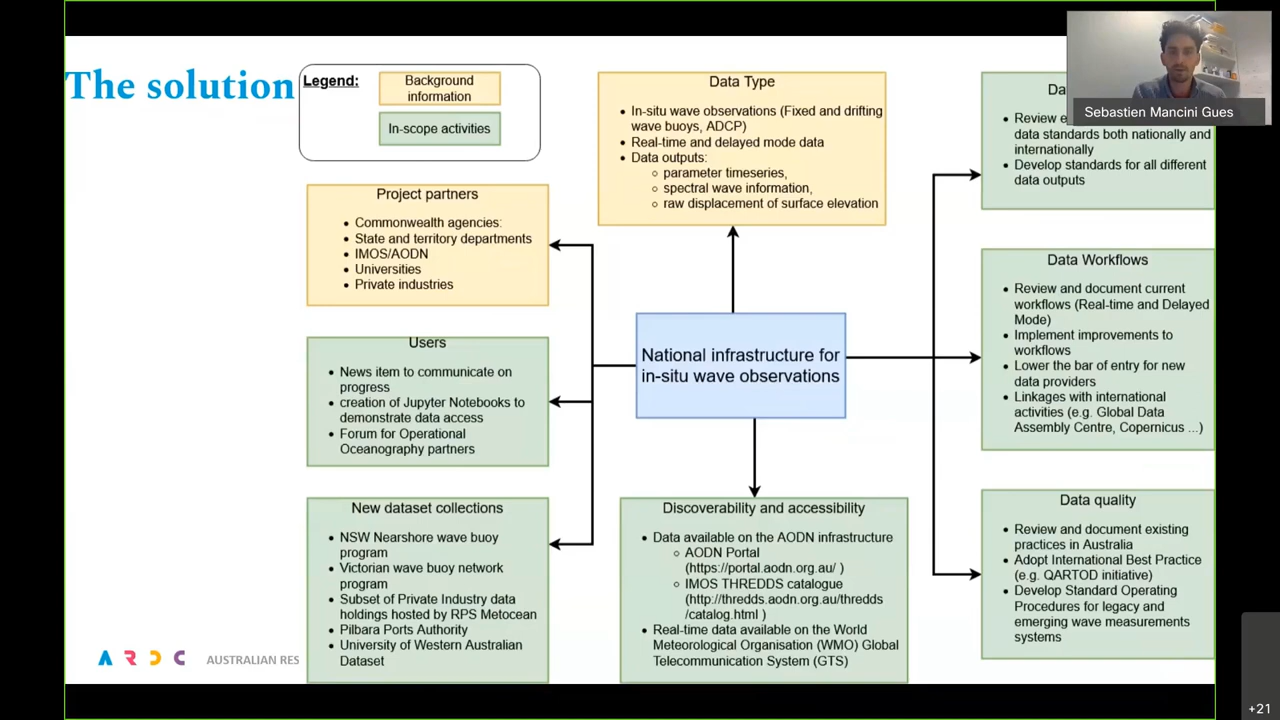 The solution
Legend:
Background
information
In-scope activities
Project partners
• Commonwealth agencies:
• State and territory departments
• IMOS/AODN
• Universities
• Private industries
Users
• News item to communicate on
progress
• creation of Jupyter Notebooks to
demonstrate data access
• Forum for Operational
Oceanography partners
New dataset collections
• NSW Nearshore wave buoy
program
• Victorian wave buoy network
program
• Subset of Private Industry data
holdings hosted by RPS Metocean
• Pilbara Ports Authority
• University of Western Australian
Dataset
Data Type
• In-situ wave observations (Fixed and drifting
wave buoys, ADCP)
• Real-time and delayed mode data
• Data outputs:
○ parameter timeseries,
○ spectral wave information,
○ raw displacement of surface elevation
National infrastructure for
in-situ wave observations
Discoverability and accessibility
• Data available on the AODN infrastructure
○ AODN Portal
(https://portal.aodn.org.au/ )
○ IMOS THREDDS catalogue
(http://thredds.aodn.org.au/thredds
/catalog.html )
• Real-time data available on the World
Meteorological Organisation (WMO) Global
Telecommunication System (GTS)
• Review
data standards both nationally and
internationally
• Develop standards for all different
data outputs
Data Workflows
• Review and document current
workflows (Real-time and Delayed
Mode)
• Implement improvements to
workflows
• Lower the bar of entry for new
data providers
• Linkages with international
activities (e.g. Global Data
Assembly Centre, Copernicus ...)
Data quality
• Review and document existing
practices in Australia
• Adopt International Best Practice
(e.g. QARTOD initiative)
• Develop Standard Operating
Procedures for legacy and
emerging wave measurements
systems
Sebastien Mancini Gues
ARDC AUSTRALIAN RES
+21